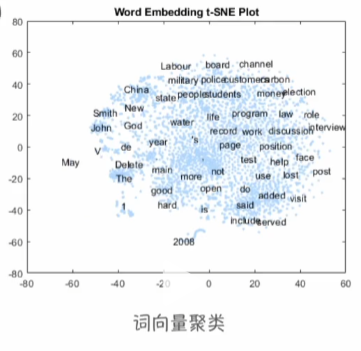 Word Embedding t-SNE Plot
80
60
Labour board channel
military police customers carbon
40
China state people students money election
20
Smith New water life program law role
John God record work discussion interview
0
V de year 's page position
May Delete main test help face
-20
The more not use lost post
good open do added visit
-40
1 hard is said
include served
-60
2008
-80
-80 -60 -40 -20 0 20 40 60
词向量聚类